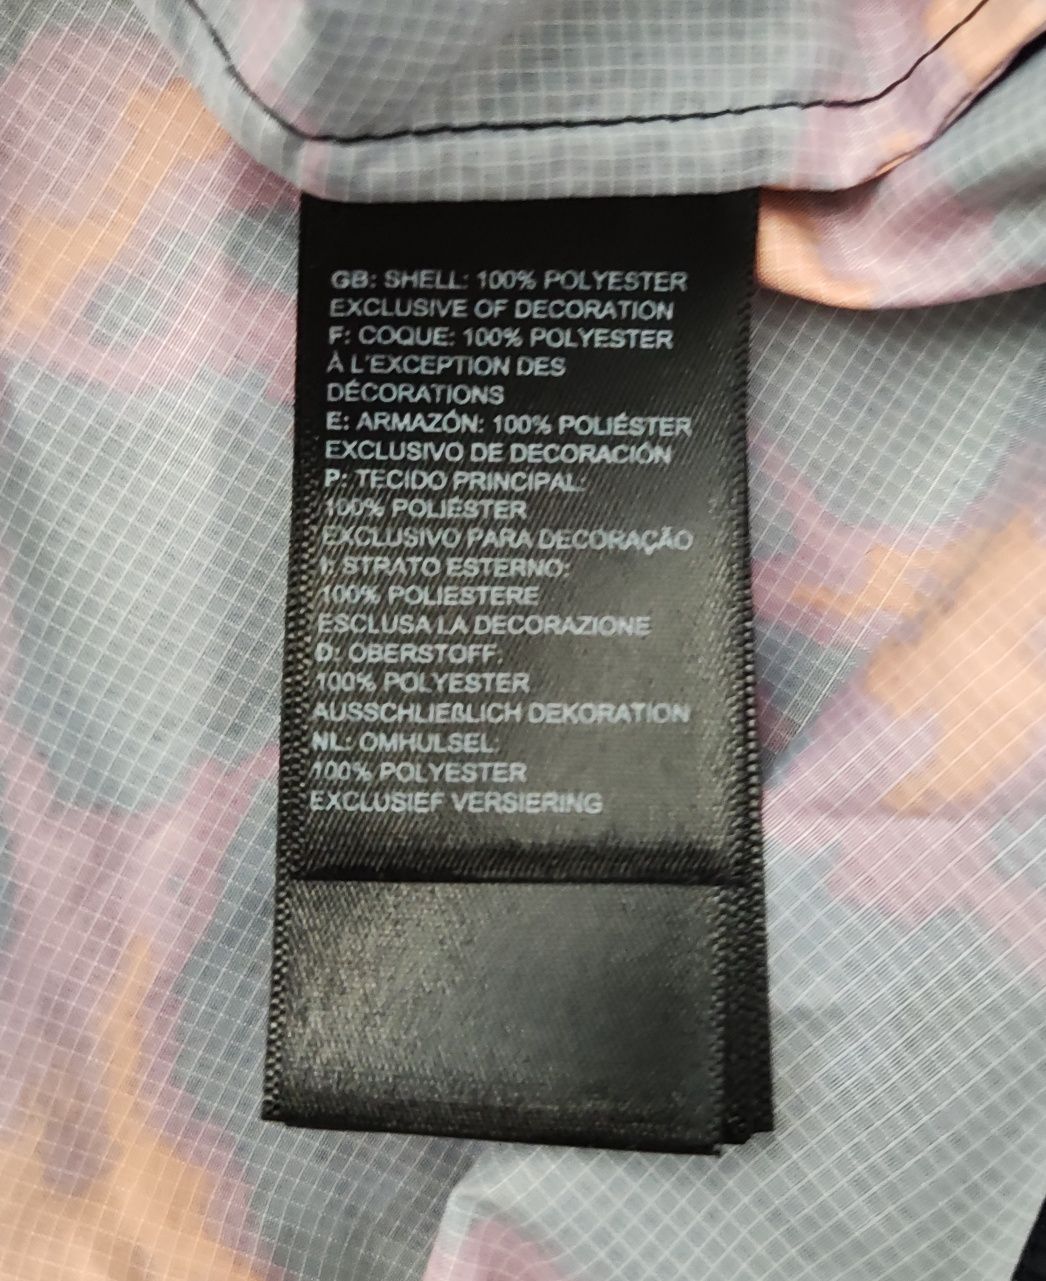 GB: SHELL: 100% POLYESTER
EXCLUSIVE OF DECORATION
F: COQUE: 100% POLYESTER
À L'EXCEPTION DES
DÉCORATIONS
E: ARMAZÓN: 100% POLIÉSTER
EXCLUSIVO DE DECORACIÓN
P: TECIDO PRINCIPAL:
100% POLIÉSTER
EXCLUSIVO PARA DECORAÇÃO
I: STRATO ESTERNO:
100% POLIESTERE
ESCLUSA LA DECORAZIONE
D: OBERSTOFF:
100% POLYESTER
AUSSCHLIEßLICH DEKORATION
NL: OMHULSEL:
100% POLYESTER
EXCLUSIEF VERSIERING